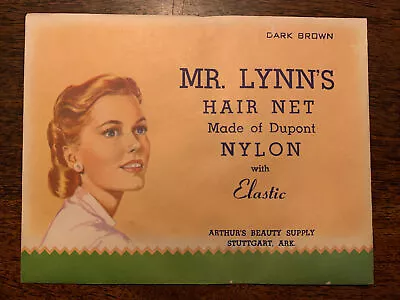 DARK BROWN
MR. LYNN'S
HAIR NET
Made of Dupont
NYLON
with
Elastic
ARTHUR'S BEAUTY SUPPLY
STUTTGART, ARK.